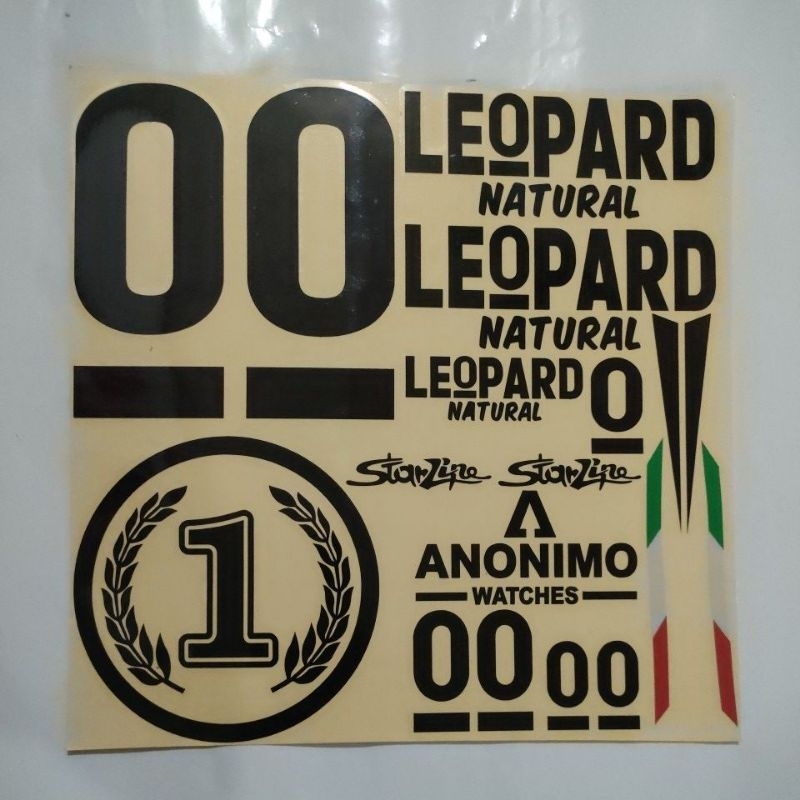 00
LEOPARD
NATURAL
LEOPARD
NATURAL
LEOPARD
NATURAL
0
StarLine StarLine
1
ANONIMO
WATCHES
00 00